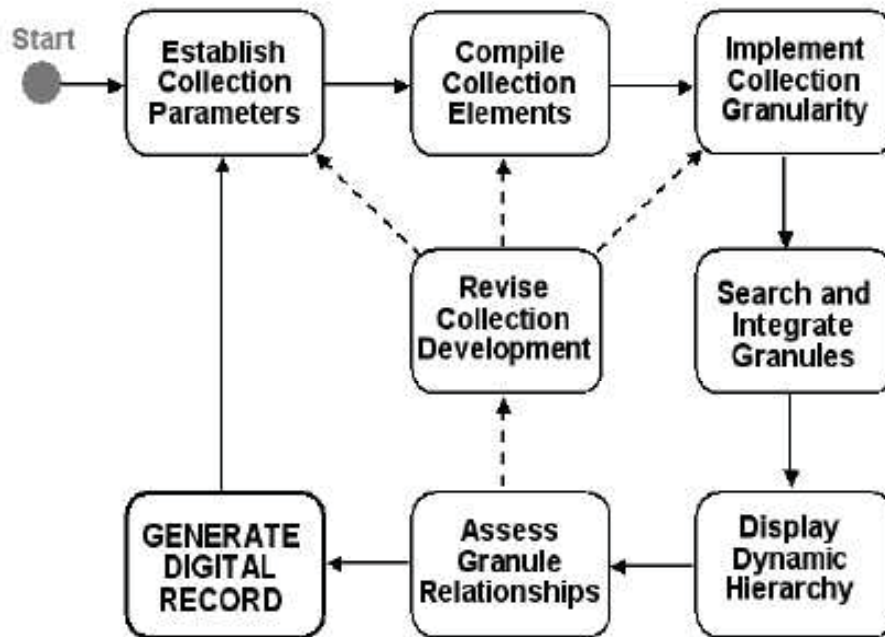 Start
Establish
Collection
Parameters
Compile
Collection
Elements
Implement
Collection
Granularity
Revise
Collection
Development
Search and
Integrate
Granules
GENERATE
DIGITAL
RECORD
Assess
Granule
Relationships
Display
Dynamic
Hierarchy